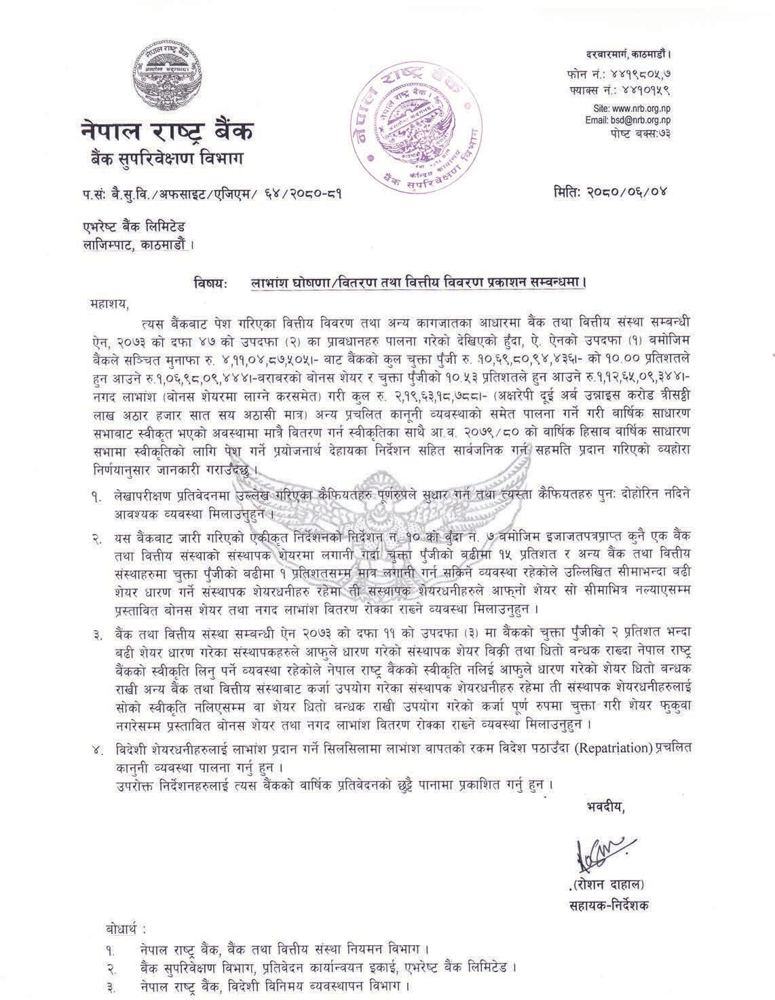 नेपाल राष्ट्र बैंक
बैंक सुपरिवेक्षण विभाग
दरबारमार्ग, काठमाडौं।
फोन नं.: ४४१९८०५,७
फ्याक्स नं.: ४४१०१५९
Site: www.nrb.org.np
Email: bsd@nrb.org.np
पोष्ट बक्स:७३
नेपाल राष्ट्र बैंक
केन्द्रिय कार्यालय
बैंक सुपरिवेक्षण विभाग
प.सं: बै.सु.वि./अफसाइट/एजिएम/ ६४/२०८०-८१
मिति: २०८०/०६/०४
एभरेष्ट बैंक लिमिटेड
लाजिम्पाट, काठमाडौं ।
विषय: लाभांश घोषणा/वितरण तथा वित्तीय विवरण प्रकाशन सम्बन्धमा।
महाशय,
त्यस बैंकबाट पेश गरिएका वित्तीय विवरण तथा अन्य कागजातका आधारमा बैंक तथा वित्तीय संस्था सम्बन्धी
ऐन, २०७३ को दफा ४७ को उपदफा (२) का प्रावधानहरु पालना गरेको देखिएको हुँदा, ऐ. ऐनको उपदफा (१) बमोजिम
बैंकले सञ्चित मुनाफा रु. ४,११,०४,८७,५०५।- बाट बैंकको कुल चुक्ता पुँजी रु. १०,६९,८०,९४,४३६।- को १०.०० प्रतिशतले
हुन आउने रु.१,०६,९८,०९,४४४।-बराबरको बोनस शेयर र चुक्ता पुँजीको १०.५३ प्रतिशतले हुन आउने रु.१,१२,६५,०९,३४४।-
नगद लाभांश (बोनस शेयरमा लाग्ने करसमेत) गरी कुल रु. २,१९,६३,१८,७८८।- (अक्षरेपी दूई अर्ब उन्नाइस करोड त्रीसठ्ठी
लाख अठार हजार सात सय अठासी मात्र) अन्य प्रचलित कानूनी व्यवस्थाको समेत पालना गर्ने गरी बार्षिक साधारण
सभाबाट स्वीकृत भएको अवस्थामा मात्रै वितरण गर्न स्वीकृतिका साथै आ.व. २०७९/८० को वार्षिक हिसाब वार्षिक साधारण
सभामा स्वीकृतिको लागि पेश गर्ने प्रयोजनार्थ देहायका निर्देशन सहित सार्वजनिक गर्न सहमति प्रदान गरिएको व्यहोरा
निर्णयानुसार जानकारी गराउँदछु ।
१. लेखापरीक्षण प्रतिवेदनमा उल्लेख गरिएका कैफियतहरु पूर्णरुपले सुधार गर्न तथा त्यस्ता कैफियतहरु पुनः दोहोरिन नदिने
आवश्यक व्यवस्था मिलाउनुहुन ।
२. यस बैंकबाट जारी गरिएको एकीकृत निर्देशनको निर्देशन नं. १० को बुँदा नं. ७ बमोजिम इजाजतपत्रप्राप्त कुनै एक बैंक
तथा वित्तीय संस्थाको संस्थापक शेयरमा लगानी गर्दा चुक्ता पुँजीको बढीमा १५ प्रतिशत र अन्य बैंक तथा वित्तीय
संस्थाहरुमा चुक्ता पुँजीको बढीमा १ प्रतिशतसम्म मात्र लगानी गर्न सकिने व्यवस्था रहेकोले उल्लिखित सीमाभन्दा बढी
शेयर धारण गर्ने संस्थापक शेयरधनीहरु रहेमा ती संस्थापक शेयरधनीहरुले आफ्नो शेयर सो सीमाभित्र नल्याएसम्म
प्रस्तावित बोनस शेयर तथा नगद लाभांश वितरण रोक्का राख्ने व्यवस्था मिलाउनुहुन ।
३. बैंक तथा वित्तीय संस्था सम्बन्धी ऐन २०७३ को दफा ११ को उपदफा (३) मा बैंकको चुक्ता पुँजीको २ प्रतिशत भन्दा
बढी शेयर धारण गरेका संस्थापकहरुले आफुले धारण गरेको संस्थापक शेयर विक्री तथा धितो बन्धक राख्दा नेपाल राष्ट्र
बैंकको स्वीकृति लिनु पर्ने व्यवस्था रहेकोले नेपाल राष्ट्र बैंकको स्वीकृति नलिई आफुले धारण गरेको शेयर धितो बन्धक
राखी अन्य बैंक तथा वित्तीय संस्थाबाट कर्जा उपयोग गरेका संस्थापक शेयरधनीहरु रहेमा ती संस्थापक शेयरधनीहरुलाई
सोको स्वीकृति नलिएसम्म वा शेयर धितो बन्धक राखी उपयोग गरेको कर्जा पूर्ण रुपमा चुक्ता गरी शेयर फुकुवा
नगरेसम्म प्रस्तावित बोनस शेयर तथा नगद लाभांश वितरण रोक्का राख्ने व्यवस्था मिलाउनुहुन ।
४. विदेशी शेयरधनीहरुलाई लाभांश प्रदान गर्ने सिलसिलामा लाभांश वापतको रकम विदेश पठाउँदा (Repatriation) प्रचलित
कानुनी व्यवस्था पालना गर्नु हुन ।
उपरोक्त निर्देशनहरुलाई त्यस बैंकको वार्षिक प्रतिवेदनको छुट्टै पानामा प्रकाशित गर्नु हुन ।
भवदीय,
(रोशन दाहाल)
सहायक-निर्देशक
बोधार्थ :
१. नेपाल राष्ट्र बैंक, बैंक तथा वित्तीय संस्था नियमन विभाग ।
२. बैंक सुपरिवेक्षण विभाग, प्रतिवेदन कार्यान्वयन इकाई, एभरेष्ट बैंक लिमिटेड ।
३. नेपाल राष्ट्र बैंक, विदेशी विनिमय व्यवस्थापन विभाग ।